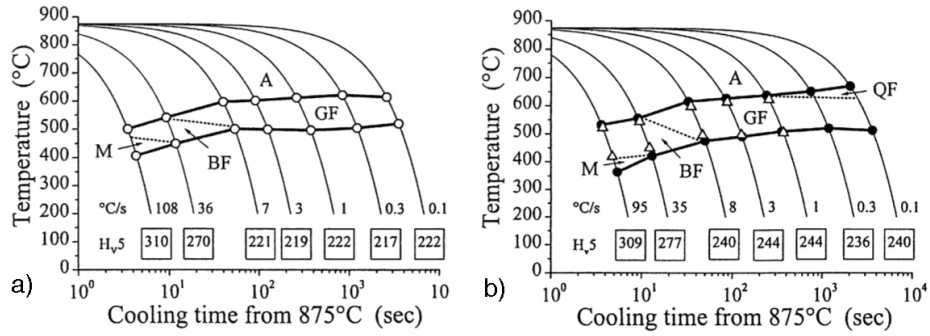 900
800
700
600
500
400
300
200
100
0
Temperature (°C)
A
GF
BF
M
°C/s 108 36 7 3 1 0.3 0.1
Hv5 310 270 221 219 222 217 222
10⁰ 10¹ 10² 10³ 10
a) Cooling time from 875°C (sec)
900
800
700
600
500
400
300
200
100
0
Temperature (°C)
A
QF
GF
BF
M
°C/s 95 35 8 3 1 0.3 0.1
Hv5 309 277 240 244 244 236 240
10⁰ 10¹ 10² 10³ 10⁴
b) Cooling time from 875°C (sec)